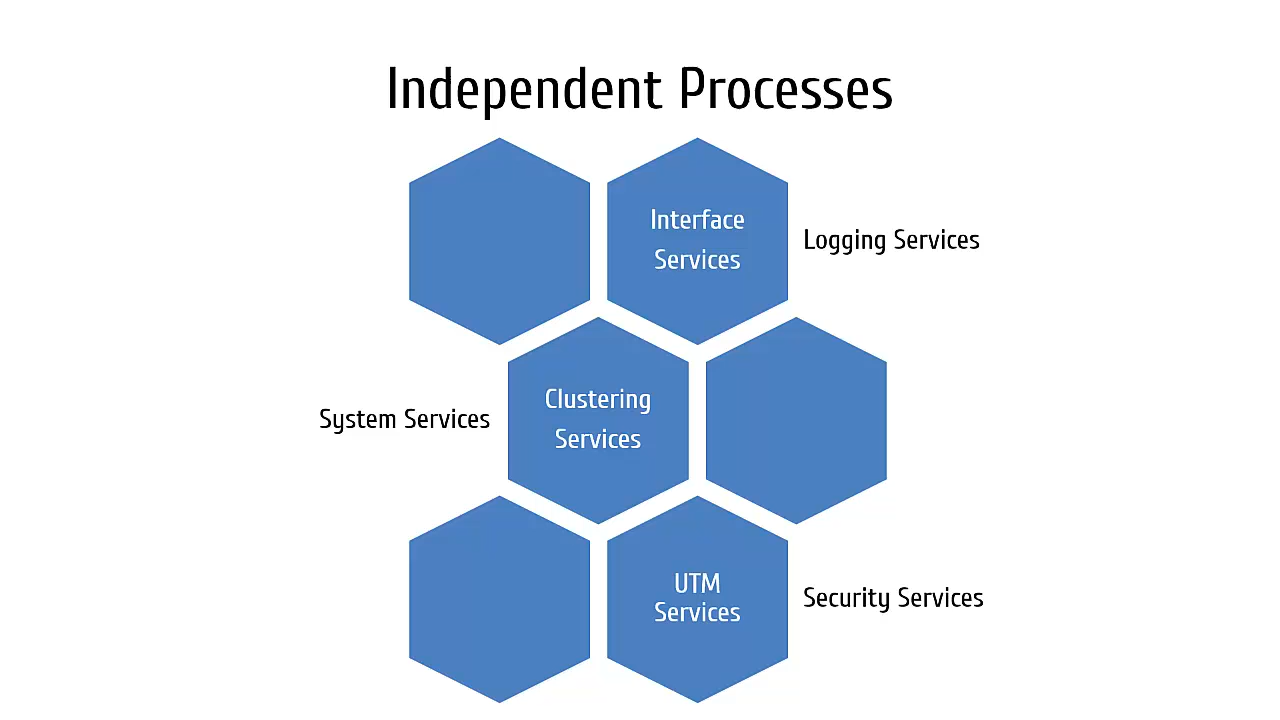 Independent Processes
Interface
Services
Logging Services
System Services
Clustering
Services
UTM
Services
Security Services